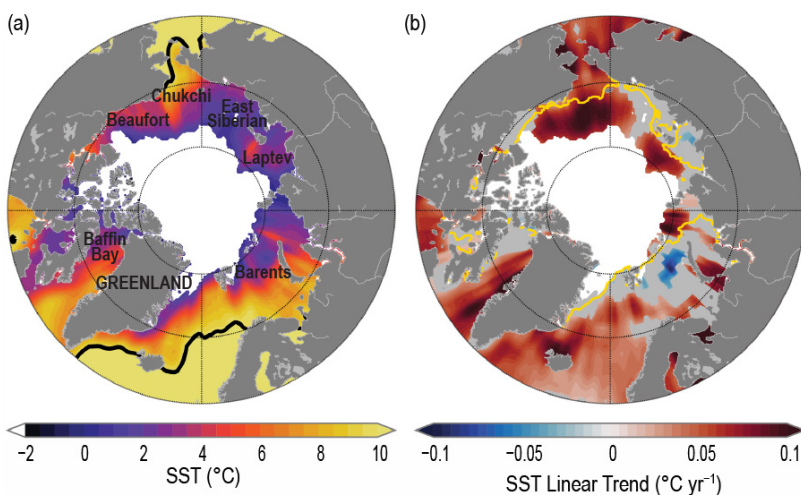 (a)
(b)
Chukchi
Beaufort
East
Siberian
Laptev
Baffin
Bay
Barents
GREENLAND
−2 0 2 4 6 8 10
SST (°C)
−0.1 −0.05 0 0.05 0.1
SST Linear Trend (°C yr⁻¹)